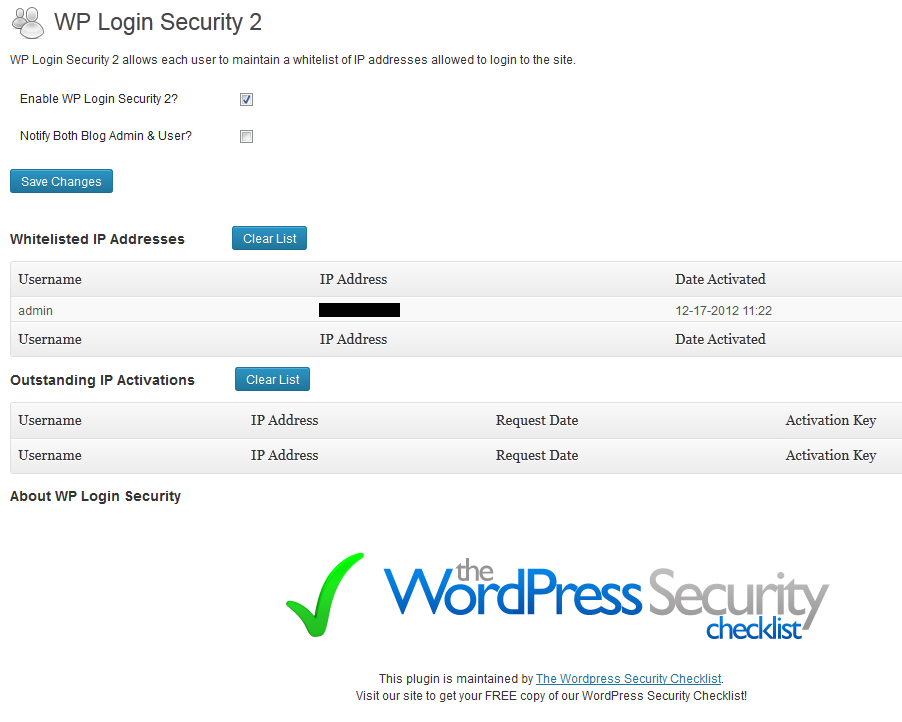 WP Login Security 2
WP Login Security 2 allows each user to maintain a whitelist of IP addresses allowed to login to the site.
Enable WP Login Security 2?
Notify Both Blog Admin & User?
Save Changes
Whitelisted IP Addresses Clear List
Username IP Address Date Activated
admin 12-17-2012 11:22
Username IP Address Date Activated
Outstanding IP Activations Clear List
Username IP Address Request Date Activation Key
Username IP Address Request Date Activation Key
About WP Login Security
the
WordPress Security
checklist
This plugin is maintained by The Wordpress Security Checklist.
Visit our site to get your FREE copy of our WordPress Security Checklist!